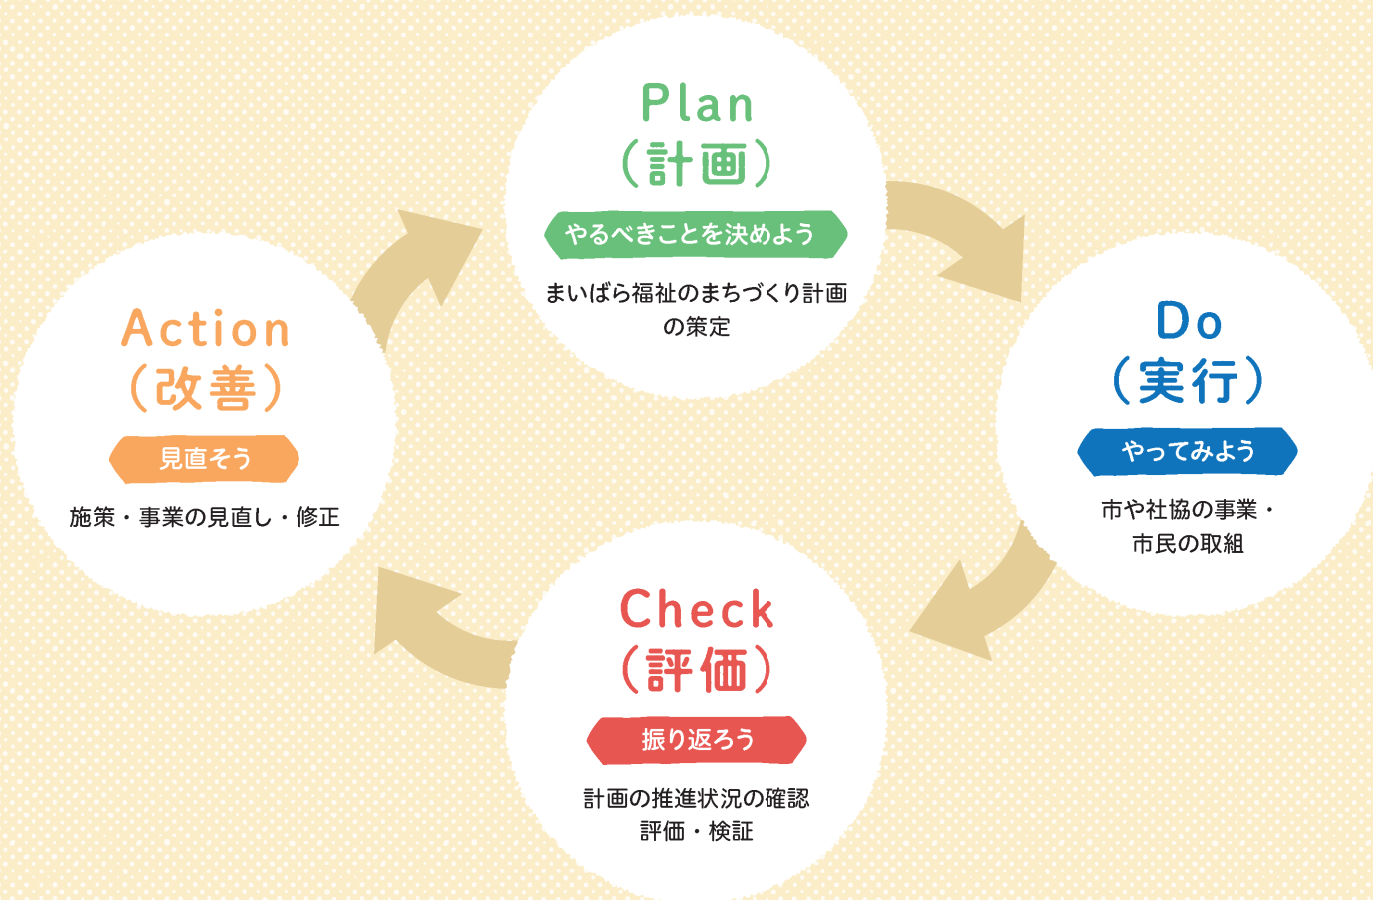 Plan
（計画）
やるべきことを決めよう
まいばら福祉のまちづくり計画
の策定
Do
（実行）
やってみよう
市や社協の事業・
市民の取組
Check
（評価）
振り返ろう
計画の推進状況の確認
評価・検証
Action
（改善）
見直そう
施策・事業の見直し・修正